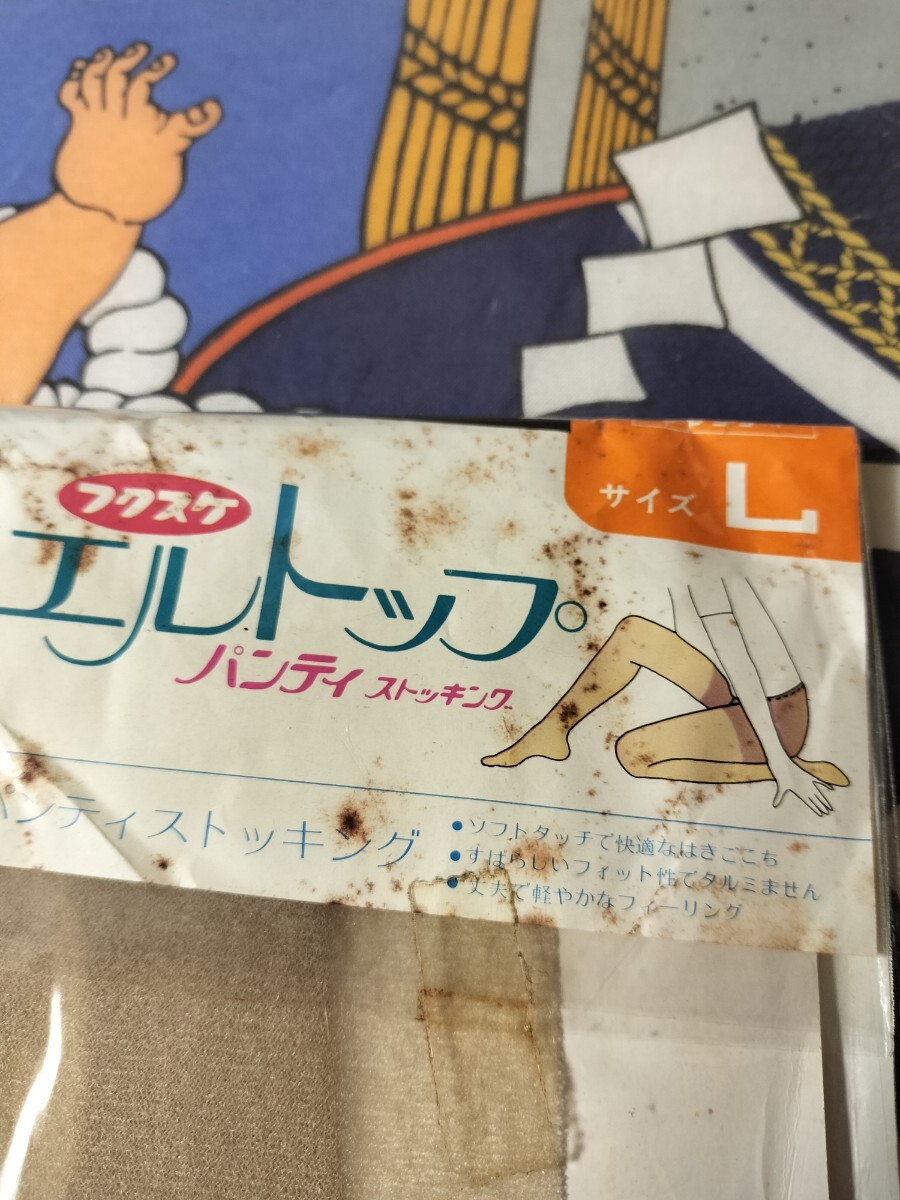 フクスケ
サイズ L
エルトップ
パンティストッキング
パンティストッキング
●ソフトタッチで快適なはきごこち
●すばらしいフィット性でタルミません
●丈夫で軽やかなフィーリング